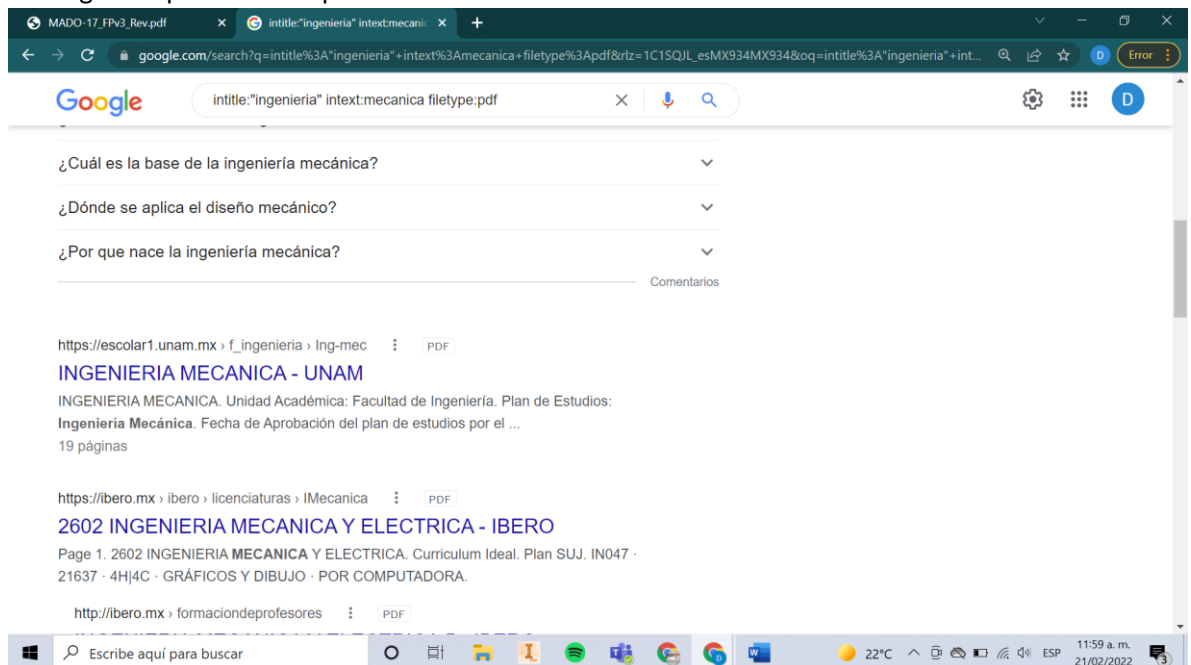 MADO-17_FPv3_Rev.pdf
intitle:"ingenieria" intext:mecanic
google.com/search?q=intitle%3A"ingenieria"+intext%3Amecanica+filetype%3Apdf&rlz=1C1SQJL_esMX934MX934&oq=intitle%3A"ingenieria"+int...
D
Error
Google
intitle:"ingenieria" intext:mecanica filetype:pdf
D
¿Cuál es la base de la ingeniería mecánica?
¿Dónde se aplica el diseño mecánico?
¿Por que nace la ingeniería mecánica?
Comentarios
https://escolar1.unam.mx › f_ingenieria › Ing-mec PDF
INGENIERIA MECANICA - UNAM
INGENIERIA MECANICA. Unidad Académica: Facultad de Ingeniería. Plan de Estudios:
Ingeniería Mecánica. Fecha de Aprobación del plan de estudios por el ...
19 páginas
https://ibero.mx › ibero › licenciaturas › IMecanica PDF
2602 INGENIERIA MECANICA Y ELECTRICA - IBERO
Page 1. 2602 INGENIERIA MECANICA Y ELECTRICA. Curriculum Ideal. Plan SUJ. IN047 ·
21637 · 4H|4C · GRÁFICOS Y DIBUJO · POR COMPUTADORA.
http://ibero.mx › formaciondeprofesores PDF
Escribe aquí para buscar
22°C
ESP
11:59 a. m.
21/02/2022
3